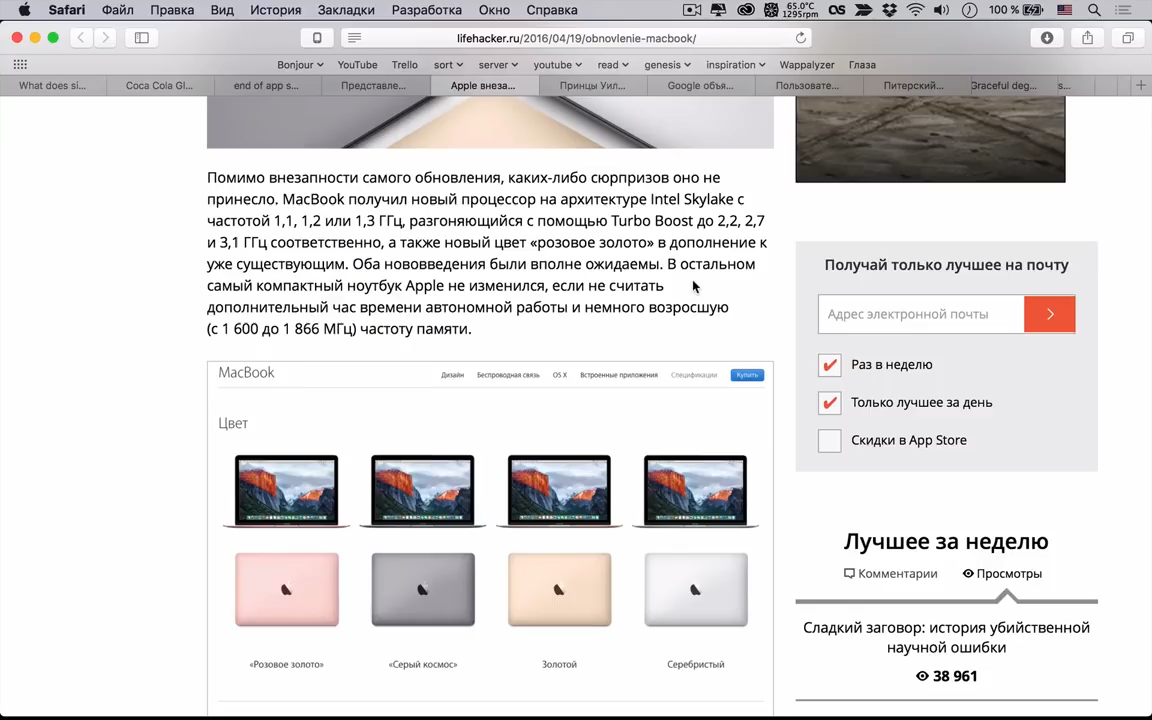 Safari Файл Правка Вид История Закладки Разработка Окно Справка 65.0°C 1295rpm 100 %
lifehacker.ru/2016/04/19/obnovlenie-macbook/
Bonjour YouTube Trello sort server youtube read genesis inspiration Wappalyzer Глаза
What does si... Coca Cola Gl... end of app s... Представле... Apple внеза... Принцы Уил... Google объя... Пользовате... Питерский... Graceful deg... s...
Помимо внезапности самого обновления, каких-либо сюрпризов оно не
принесло. MacBook получил новый процессор на архитектуре Intel Skylake с
частотой 1,1, 1,2 или 1,3 ГГц, разгоняющийся с помощью Turbo Boost до 2,2, 2,7
и 3,1 ГГц соответственно, а также новый цвет «розовое золото» в дополнение к
уже существующим. Оба нововведения были вполне ожидаемы. В остальном
самый компактный ноутбук Apple не изменился, если не считать
дополнительный час времени автономной работы и немного возросшую
(с 1 600 до 1 866 МГц) частоту памяти.
MacBook Дизайн Беспроводная связь OS X Встроенные приложения Спецификации Купить
Цвет
«Розовое золото» «Серый космос» Золотой Серебристый
Получай только лучшее на почту
Адрес электронной почты
Раз в неделю
Только лучшее за день
Скидки в App Store
Лучшее за неделю
Комментарии Просмотры
Сладкий заговор: история убийственной
научной ошибки
38 961